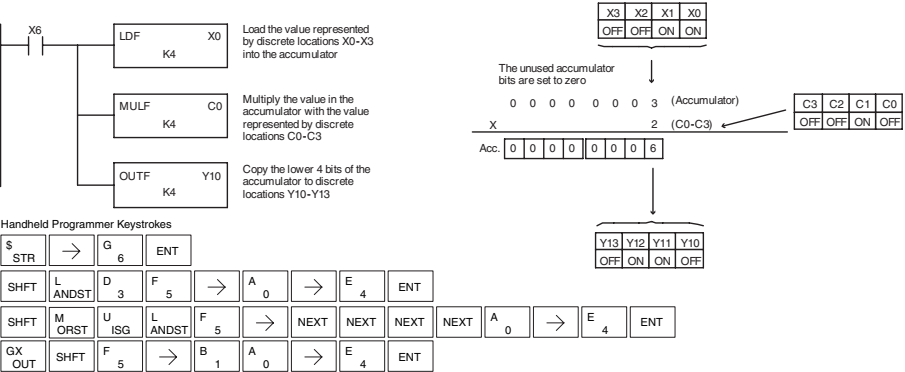 X6
LDF X0
K4
Load the value represented
by discrete locations X0-X3
into the accumulator
MULF C0
K4
Multiply the value in the
accumulator with the value
represented by discrete
locations C0-C3
OUTF Y10
K4
Copy the lower 4 bits of the
accumulator to discrete
locations Y10-Y13
X3 X2 X1 X0
OFF OFF ON ON
The unused accumulator
bits are set to zero
0 0 0 0 0 0 0 3 (Accumulator)
X 2 (C0-C3)
C3 C2 C1 C0
OFF OFF ON OFF
Acc. 0 0 0 0 0 0 0 6
Y13 Y12 Y11 Y10
OFF ON ON OFF
Handheld Programmer Keystrokes
$ STR → G 6 ENT
SHFT L ANDST D 3 F 5 → A 0 → E 4 ENT
SHFT M ORST U ISG L ANDST F 5 → NEXT NEXT NEXT NEXT A 0 → E 4 ENT
GX OUT SHFT F 5 → B 1 A 0 → E 4 ENT